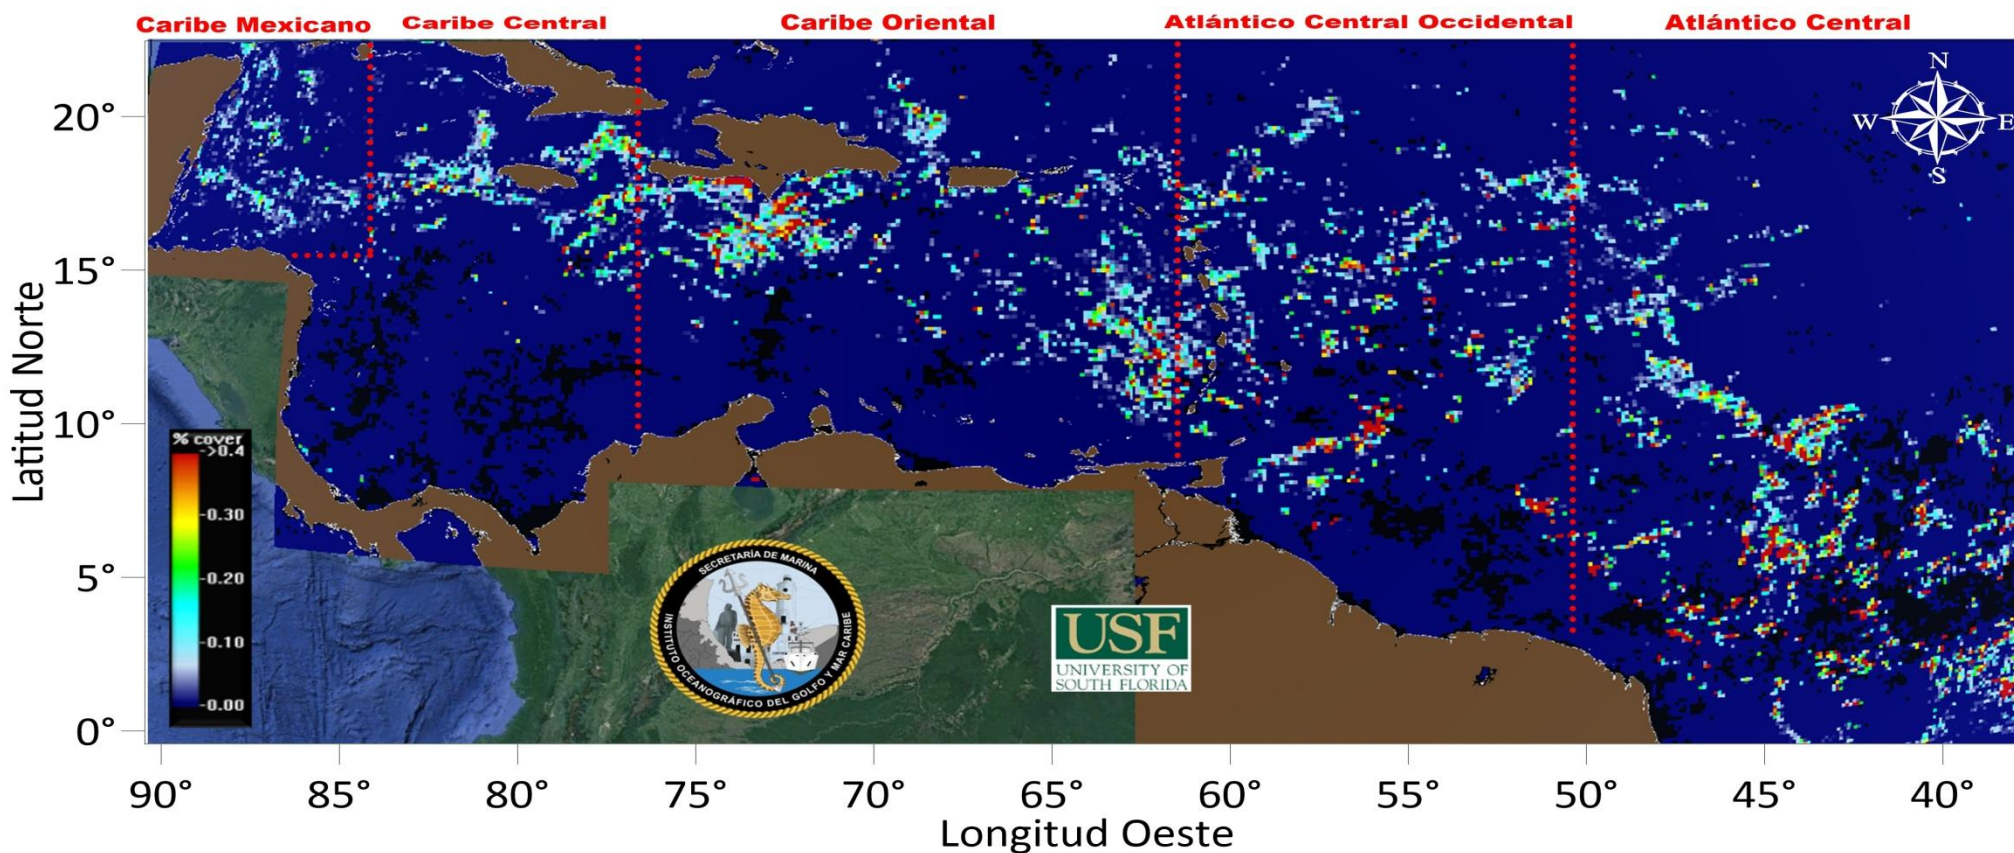 Caribe Mexicano
Caribe Central
Caribe Oriental
Atlántico Central Occidental
Atlántico Central
N
W
E
S
20°
15°
10°
5°
0°
Latitud Norte
% cover
->0.4
-0.30
-0.20
-0.10
-0.00
SECRETARÍA DE MARINA
INSTITUTO OCEANOGRÁFICO DEL GOLFO Y MAR CARIBE
USF
UNIVERSITY OF
SOUTH FLORIDA
90°
85°
80°
75°
70°
65°
60°
55°
50°
45°
40°
Longitud Oeste